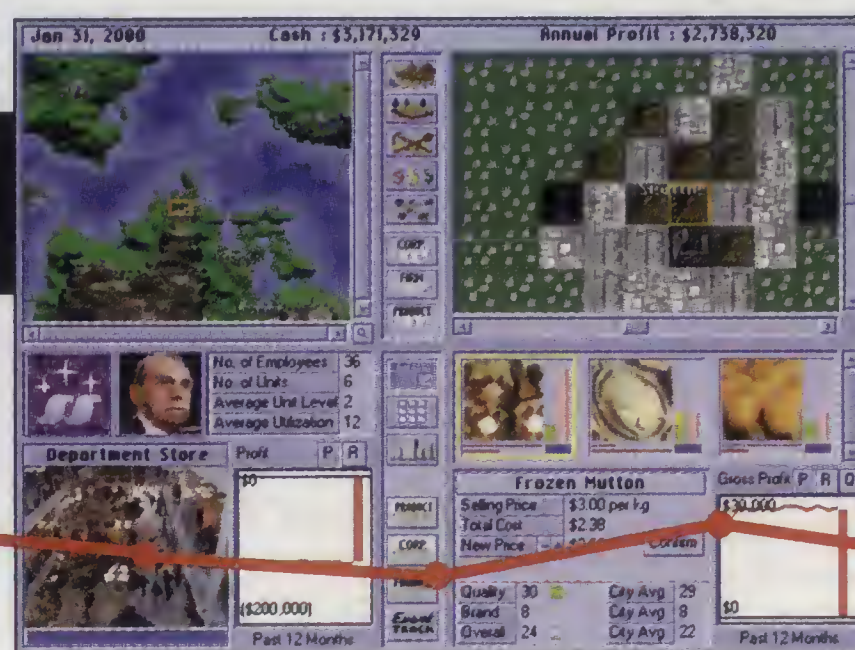 Jan 31, 2000
Cash : $3,171,329
Annual Profit : $2,738,320
$$$
CORP
FIRM
PRODUCT
No. of Employees 36
No. of Units 6
Average Unit Level 2
Average Utilization 12
Department Store
Profit P R
$0
($200,000)
Past 12 Months
PRODUCT
CORP
Frozen Mutton
Selling Price $3.00 per kg
Total Cost $2.38
New Price Confirm
Quality 30 City Avg 29
Brand 8 City Avg 8
Overal 24 City Avg 22
Gross Profit P R Q
$30,000
$0
Past 12 Months